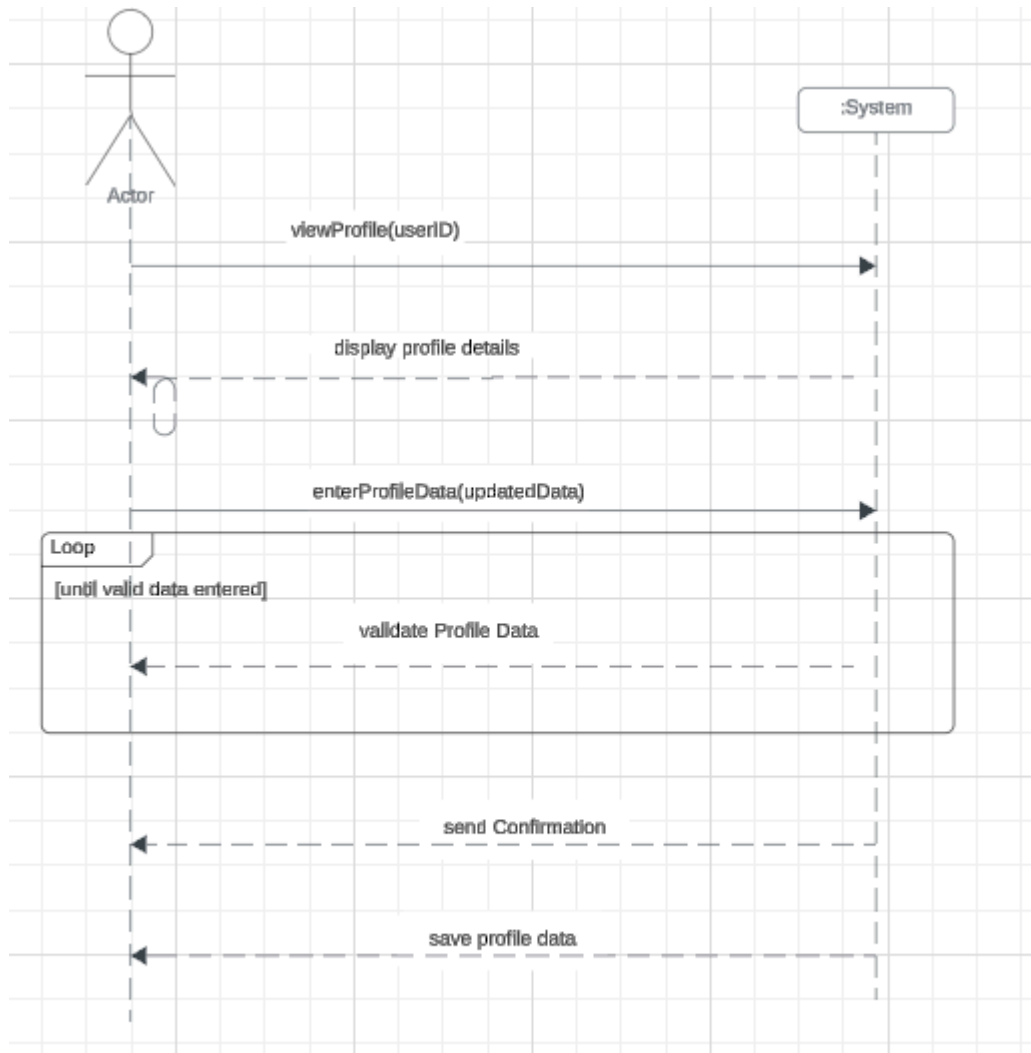 :System
Actor
viewProfile(userID)
display profile details
enterProfileData(updatedData)
Loop
[until valid data entered]
validate Profile Data
send Confirmation
save profile data